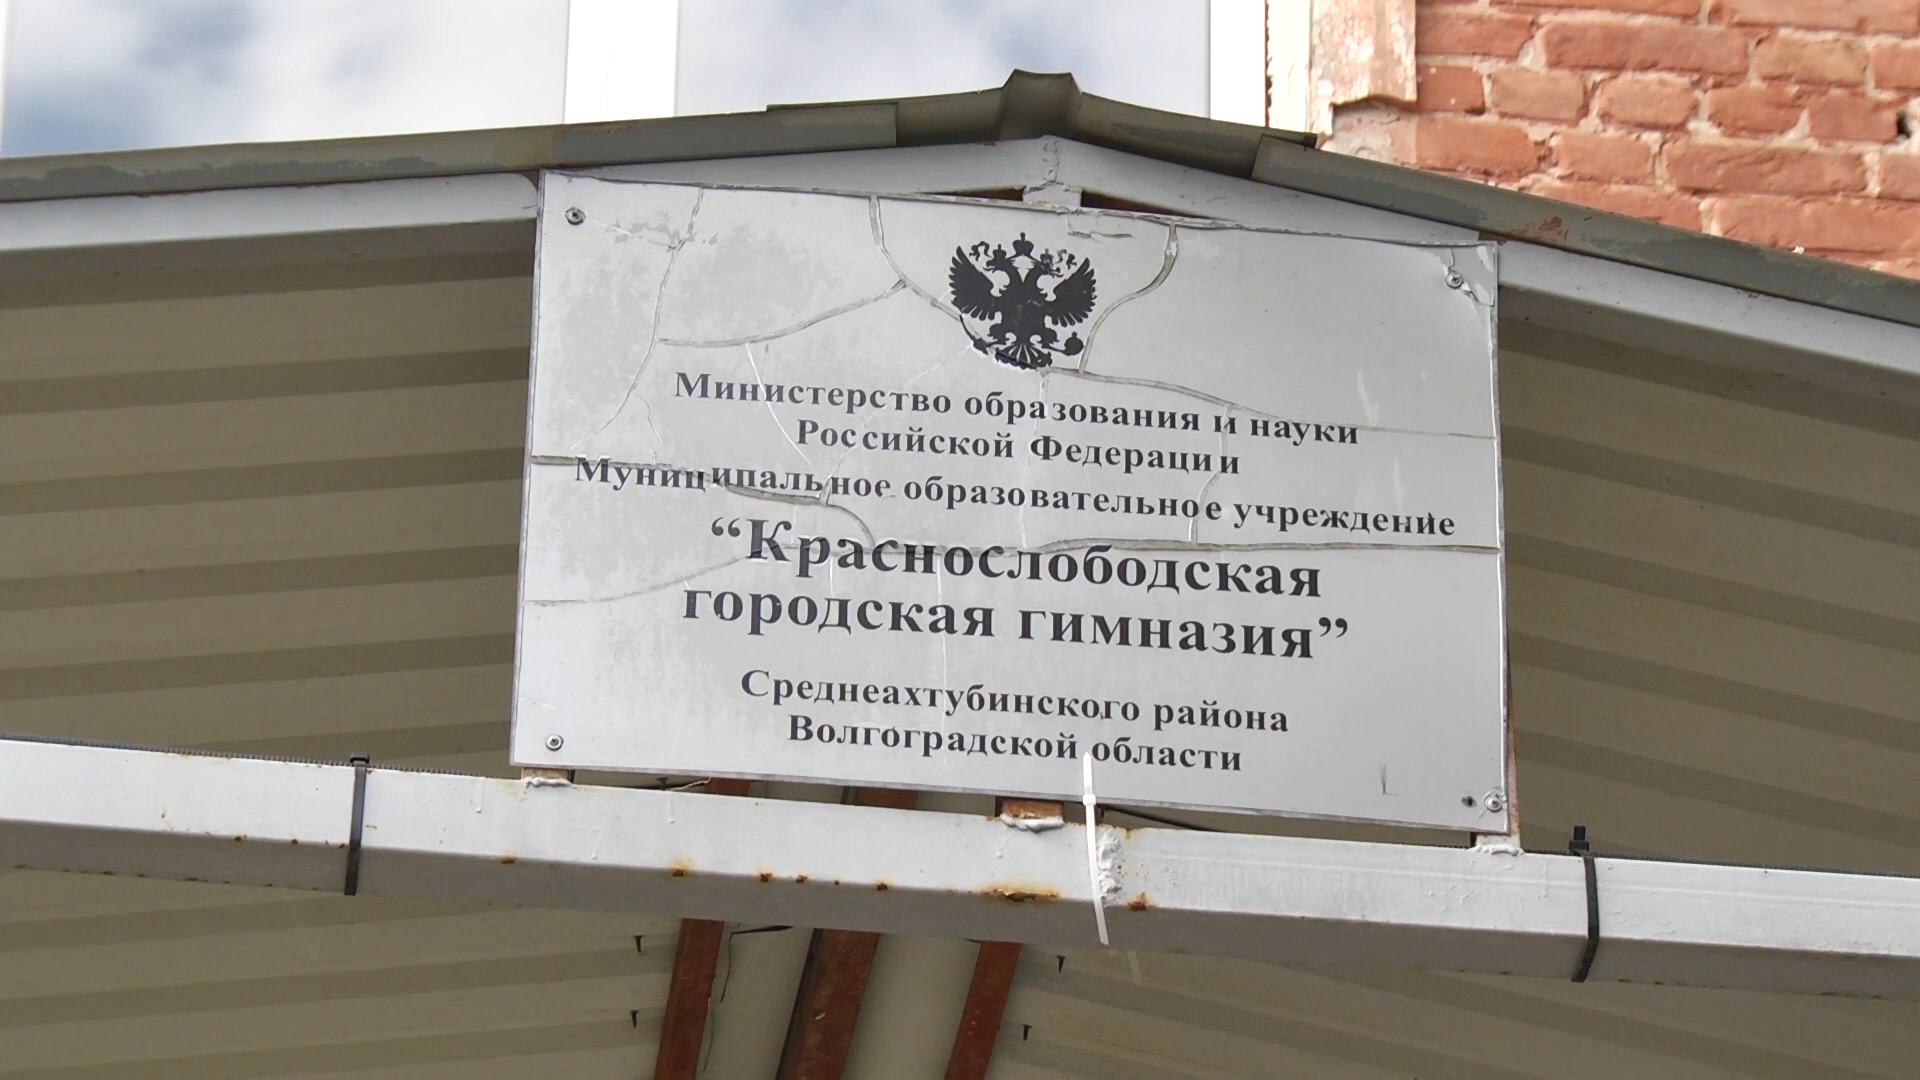 Министерство образования и науки
Российской Федерации
Муниципальное образовательное учреждение
“Краснослободская
городская гимназия”
Среднеахтубинского района
Волгоградской области